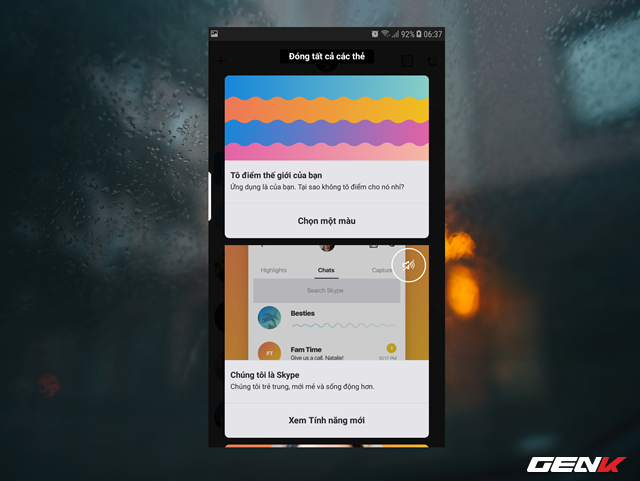 92% 06:37
Đóng tất cả các thẻ
Tô điểm thế giới của bạn
Ứng dụng là của bạn. Tại sao không tô điểm cho nó nhỉ?
Chọn một màu
Highlights Chats Capture
Search Skype
Besties
FT Fam Time
Give us a call, Natalie! 10:17 PM
Chúng tôi là Skype
Chúng tôi trẻ trung, mới mẻ và sống động hơn.
Xem Tính năng mới
GENK